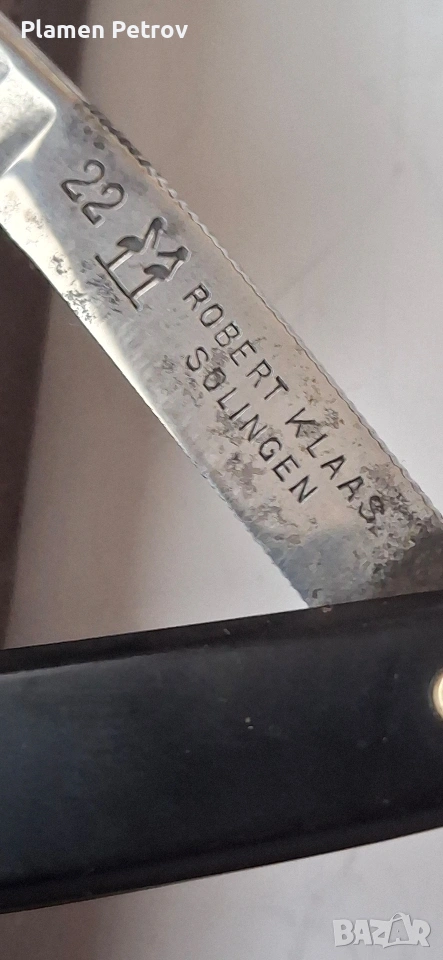 Plamen Petrov
22
ROBERT KLAAS
SOLINGEN
BAZAR